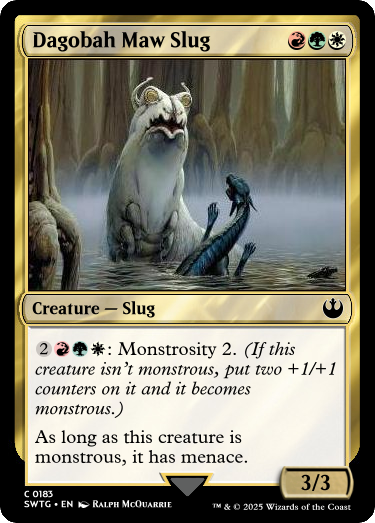 Dagobah Maw Slug
Creature — Slug
2: Monstrosity 2. (If this
creature isn't monstrous, put two +1/+1
counters on it and it becomes
monstrous.)
As long as this creature is
monstrous, it has menace.
3/3
C 0183
SWTG • EN Ralph McQuarrie
™ & © 2025 Wizards of the Coast